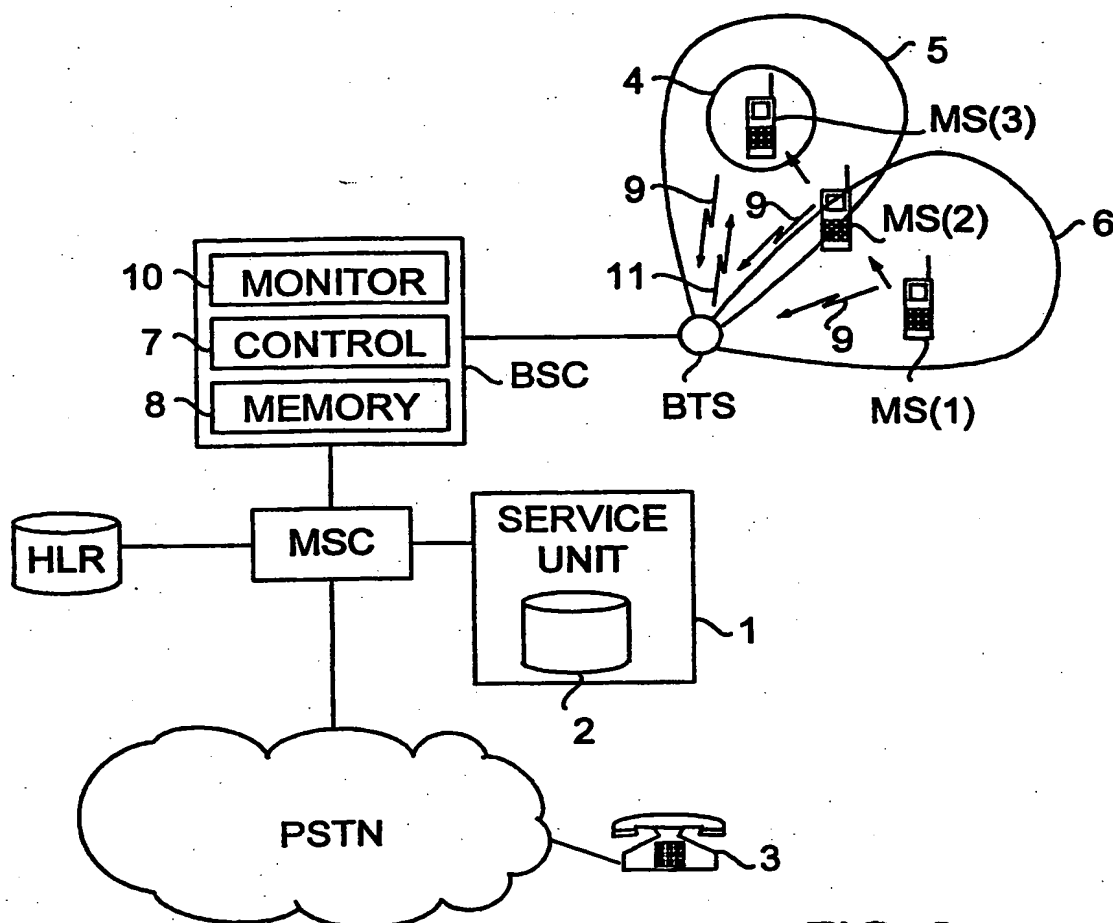 5
4
MS(3)
9
9
MS(2)
6
10
MONITOR
11
7
CONTROL
9
BSC
BTS
8
MEMORY
MS(1)
SERVICE
UNIT
MSC
HLR
1
2
PSTN
3